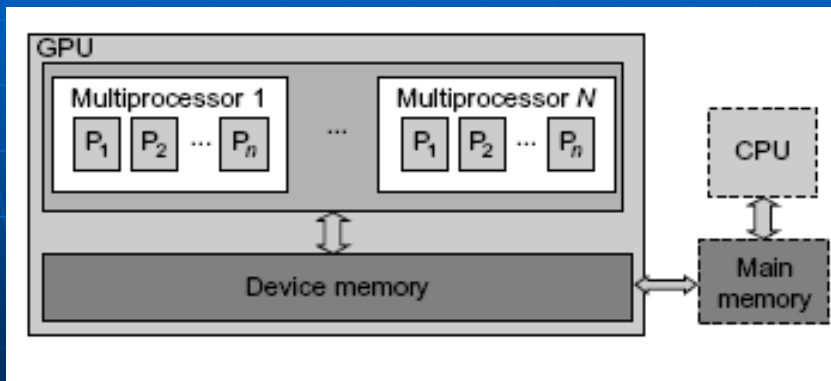 GPU
Multiprocessor 1
P1 P2 ... Pn
...
Multiprocessor N
P1 P2 ... Pn
CPU
Device memory
Main
memory